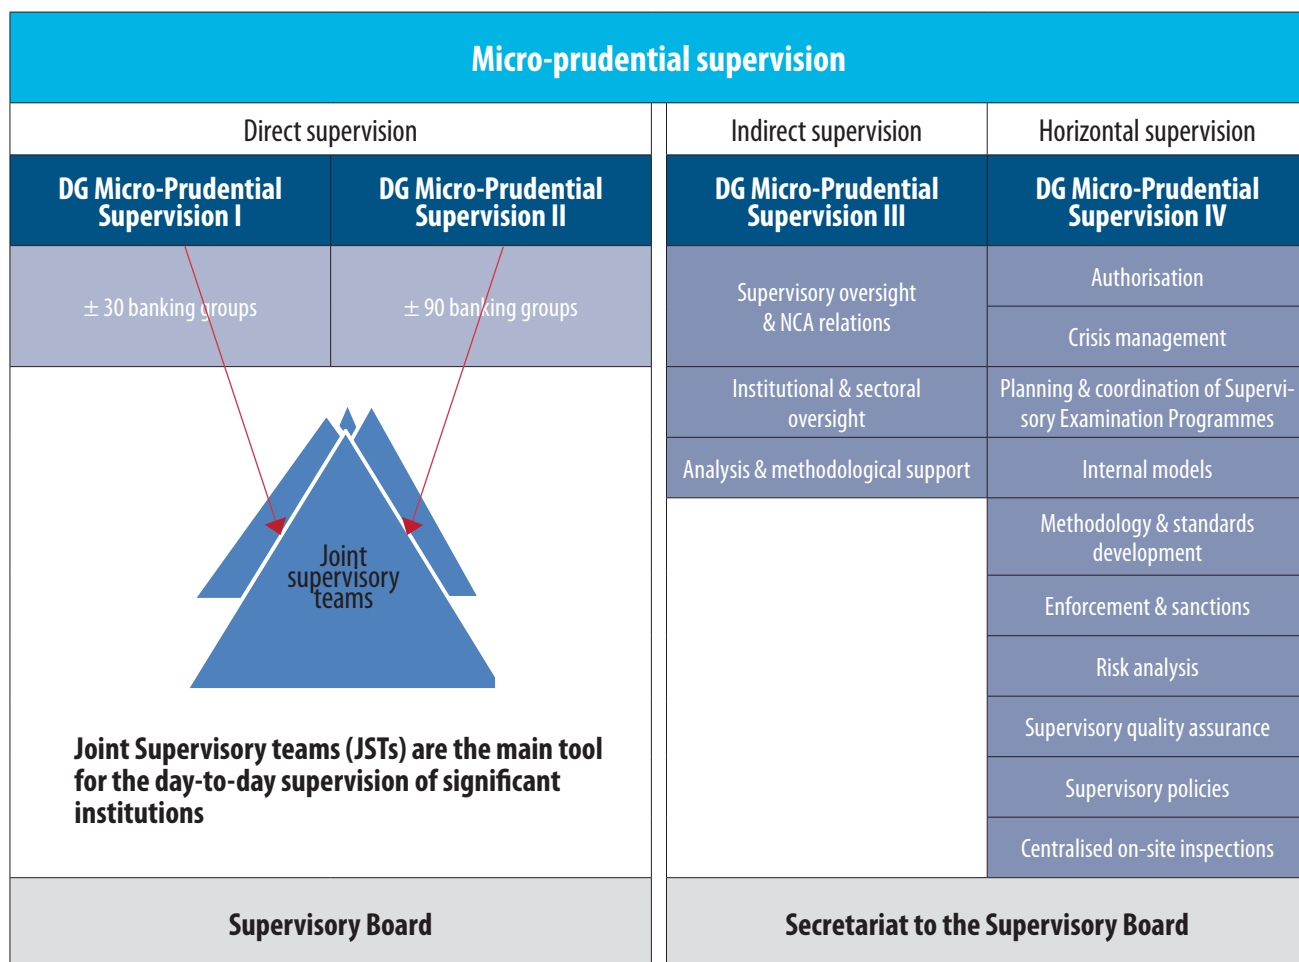 Micro-prudential supervision
Direct supervision
Indirect supervision
Horizontal supervision
DG Micro-Prudential
Supervision I
DG Micro-Prudential
Supervision II
DG Micro-Prudential
Supervision III
DG Micro-Prudential
Supervision IV
± 30 banking groups
± 90 banking groups
Supervisory oversight
& NCA relations
Institutional & sectoral
oversight
Analysis & methodological support
Authorisation
Crisis management
Planning & coordination of Supervi-
sory Examination Programmes
Internal models
Methodology & standards
development
Enforcement & sanctions
Risk analysis
Supervisory quality assurance
Supervisory policies
Centralised on-site inspections
Joint
supervisory
teams
Joint Supervisory teams (JSTs) are the main tool
for the day-to-day supervision of significant
institutions
Supervisory Board
Secretariat to the Supervisory Board